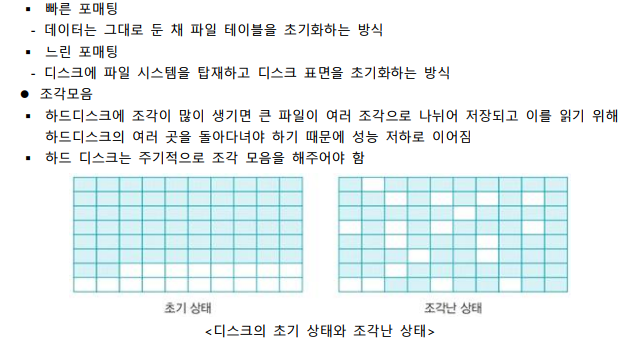 ▪ 빠른 포매팅
- 데이터는 그대로 둔 채 파일 테이블을 초기화하는 방식
▪ 느린 포매팅
- 디스크에 파일 시스템을 탑재하고 디스크 표면을 초기화하는 방식
● 조각모음
▪ 하드디스크에 조각이 많이 생기면 큰 파일이 여러 조각으로 나뉘어 저장되고 이를 읽기 위해
하드디스크의 여러 곳을 돌아다녀야 하기 때문에 성능 저하로 이어짐
▪ 하드 디스크는 주기적으로 조각 모음을 해주어야 함
초기 상태
조각난 상태
<디스크의 초기 상태와 조각난 상태>